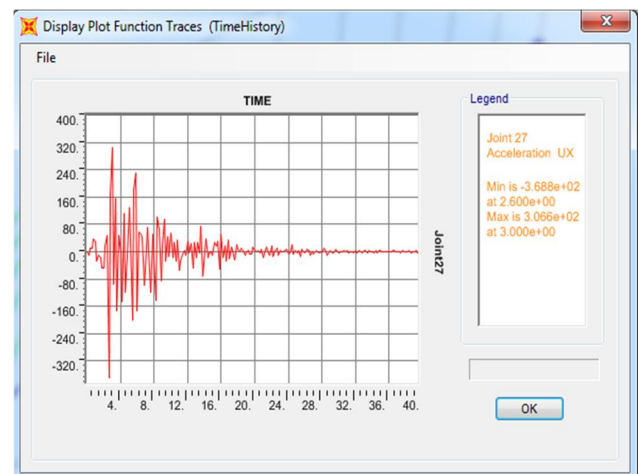 Display Plot Function Traces (TimeHistory)
File
TIME
400.
320.
240.
160.
80.
0.
-80.
-160.
-240.
-320.
4. 8. 12. 16. 20. 24. 28. 32. 36. 40.
Joint27
Legend
Joint 27
Acceleration UX
Min is -3.688e+02
at 2.600e+00
Max is 3.066e+02
at 3.000e+00
OK